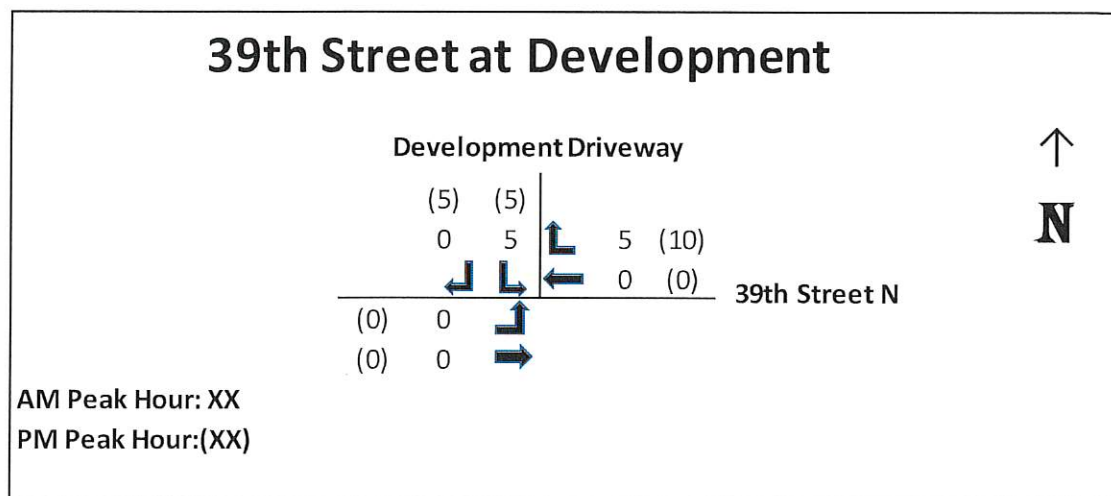 39th Street at Development
Development Driveway
(5) (5)
0 5 5 (10)
0 (0)
39th Street N
(0) 0
(0) 0
N
AM Peak Hour: XX
PM Peak Hour:(XX)